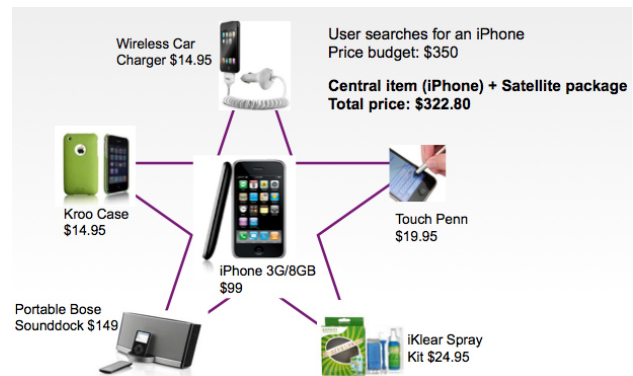 Wireless Car
Charger $14.95
User searches for an iPhone
Price budget: $350
Central item (iPhone) + Satellite package
Total price: $322.80
Kroo Case
$14.95
Touch Penn
$19.95
iPhone 3G/8GB
$99
Portable Bose
Sounddock $149
iKlear Spray
Kit $24.95